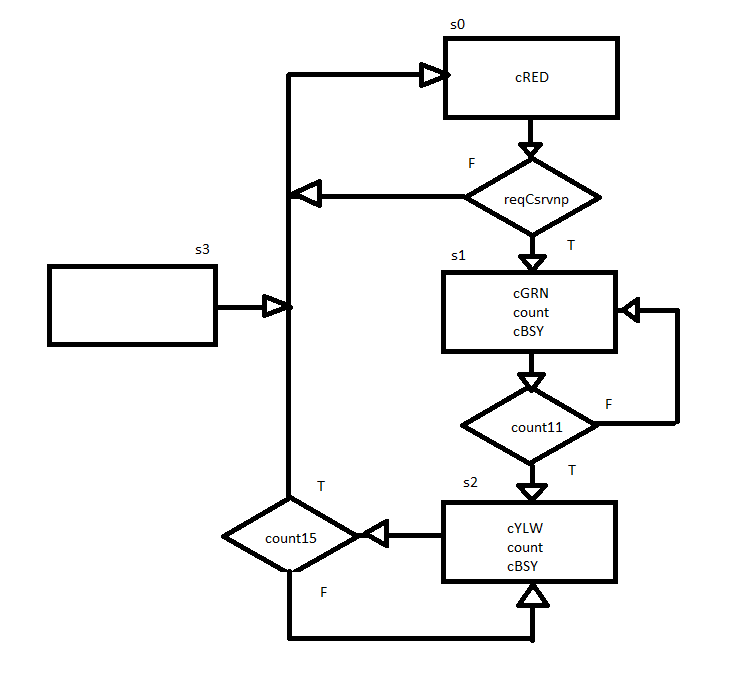 s0
cRED
F
reqCsrvnp
T
s3
s1
cGRN
count
cBSY
F
count11
T
s2
T
cYLW
count
cBSY
count15
F